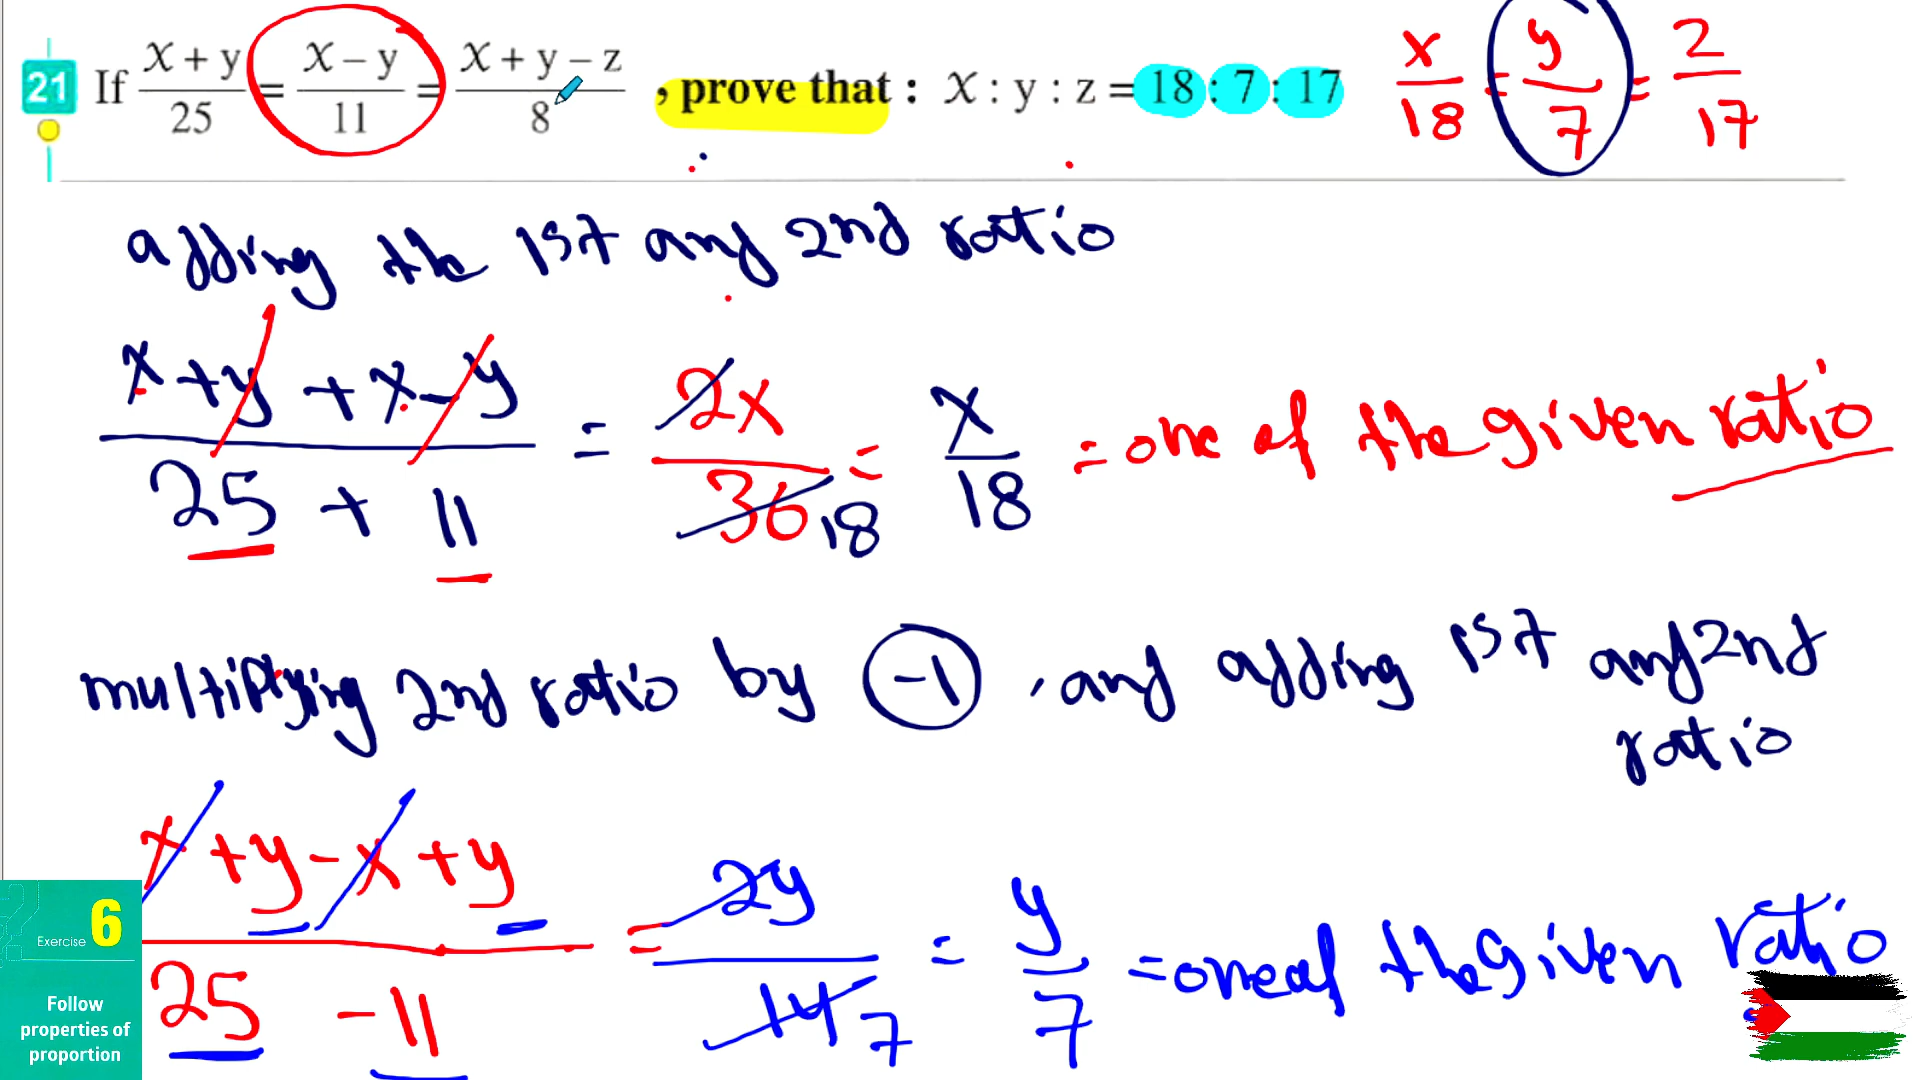 21 If (X + y)/25 = (X – y)/11 = (X + y – z)/8 , prove that : X : y : z = 18 : 7 : 17
x/18 = y/7 = z/17
adding the 1st and 2nd ratio
(x + y + x – y)/(25 + 11) = 2x/36 18 = x/18 = one of the given ratio
multiplying 2nd ratio by (–1) , and adding 1st and 2nd
ratio
(x + y – x + y)/(25 – 11) = 2y/14 7 = y/7 = one of the given ratio
Exercise 6
Follow
properties of
proportion